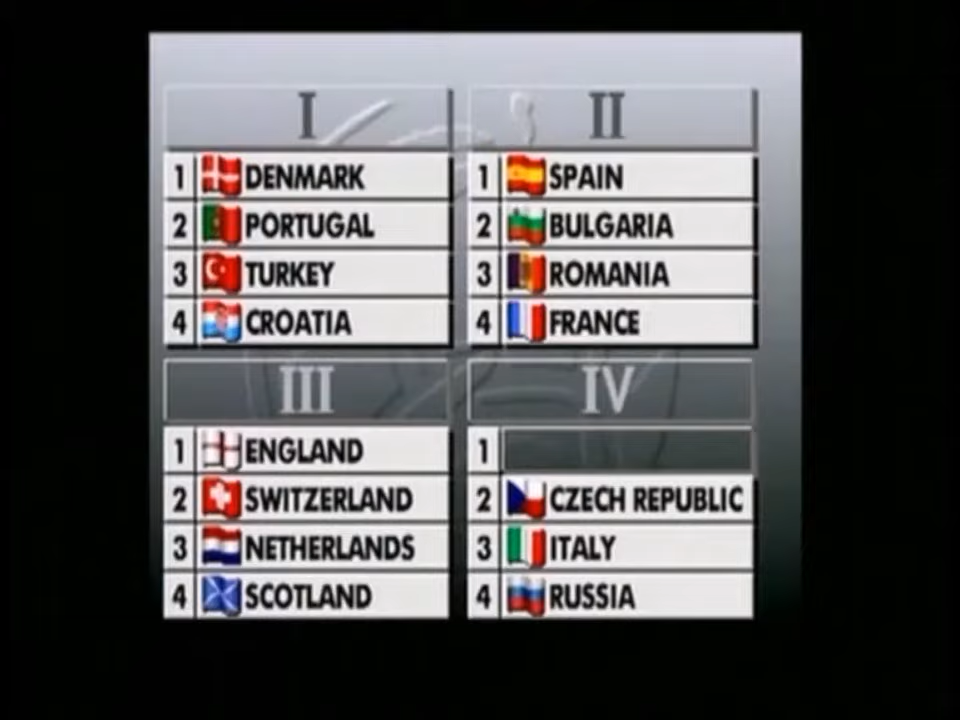 I
1 DENMARK
2 PORTUGAL
3 TURKEY
4 CROATIA
II
1 SPAIN
2 BULGARIA
3 ROMANIA
4 FRANCE
III
1 ENGLAND
2 SWITZERLAND
3 NETHERLANDS
4 SCOTLAND
IV
1
2 CZECH REPUBLIC
3 ITALY
4 RUSSIA